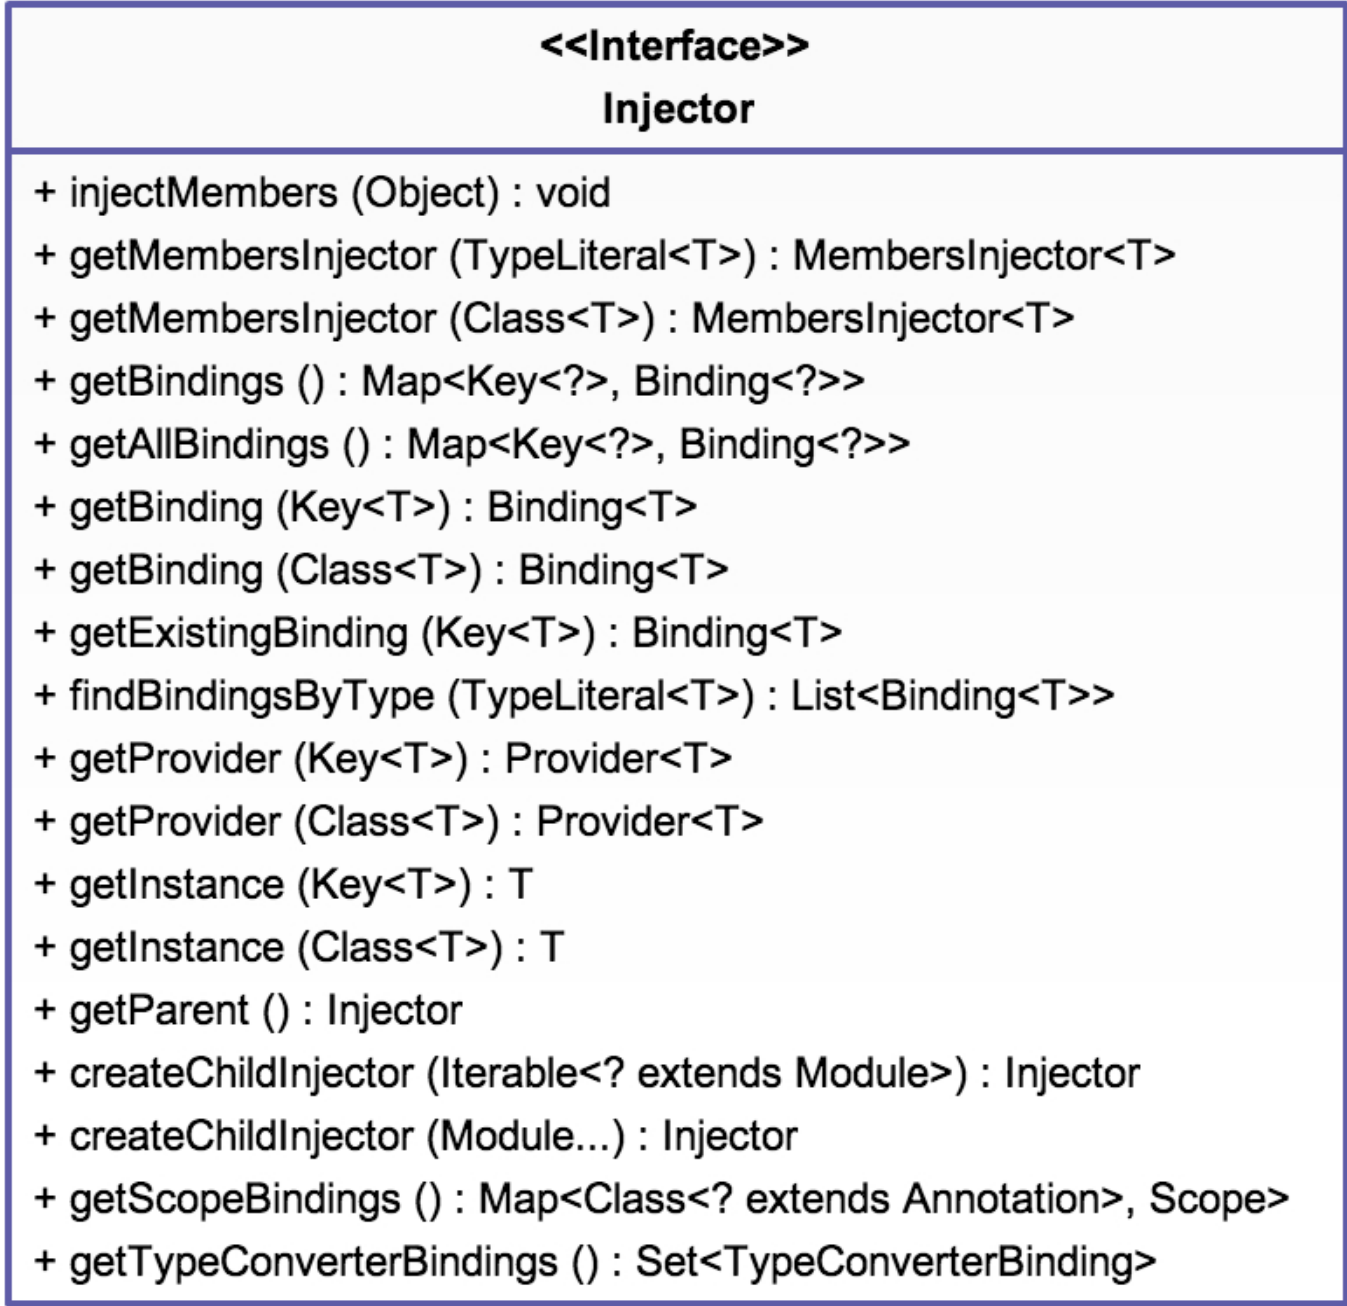 <<Interface>>
Injector
+ injectMembers (Object) : void
+ getMembersInjector (TypeLiteral<T>) : MembersInjector<T>
+ getMembersInjector (Class<T>) : MembersInjector<T>
+ getBindings () : Map<Key<?>, Binding<?>>
+ getAllBindings () : Map<Key<?>, Binding<?>>
+ getBinding (Key<T>) : Binding<T>
+ getBinding (Class<T>) : Binding<T>
+ getExistingBinding (Key<T>) : Binding<T>
+ findBindingsByType (TypeLiteral<T>) : List<Binding<T>>
+ getProvider (Key<T>) : Provider<T>
+ getProvider (Class<T>) : Provider<T>
+ getInstance (Key<T>) : T
+ getInstance (Class<T>) : T
+ getParent () : Injector
+ createChildInjector (Iterable<? extends Module>) : Injector
+ createChildInjector (Module...) : Injector
+ getScopeBindings () : Map<Class<? extends Annotation>, Scope>
+ getTypeConverterBindings () : Set<TypeConverterBinding>